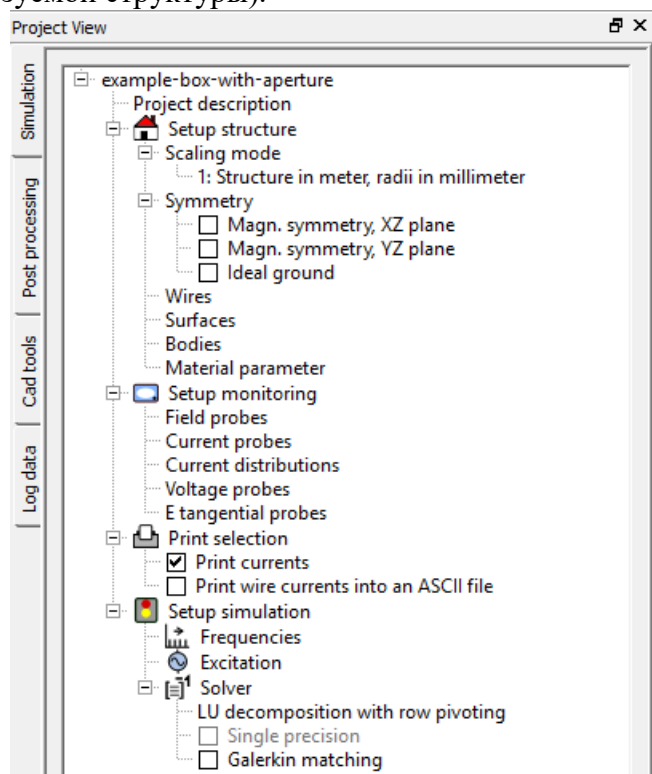 буемой структуры).
Project View
Simulation
Post processing
Cad tools
Log data
example-box-with-aperture
Project description
Setup structure
Scaling mode
1: Structure in meter, radii in millimeter
Symmetry
Magn. symmetry, XZ plane
Magn. symmetry, YZ plane
Ideal ground
Wires
Surfaces
Bodies
Material parameter
Setup monitoring
Field probes
Current probes
Current distributions
Voltage probes
E tangential probes
Print selection
Print currents
Print wire currents into an ASCII file
Setup simulation
Frequencies
Excitation
Solver
LU decomposition with row pivoting
Single precision
Galerkin matching